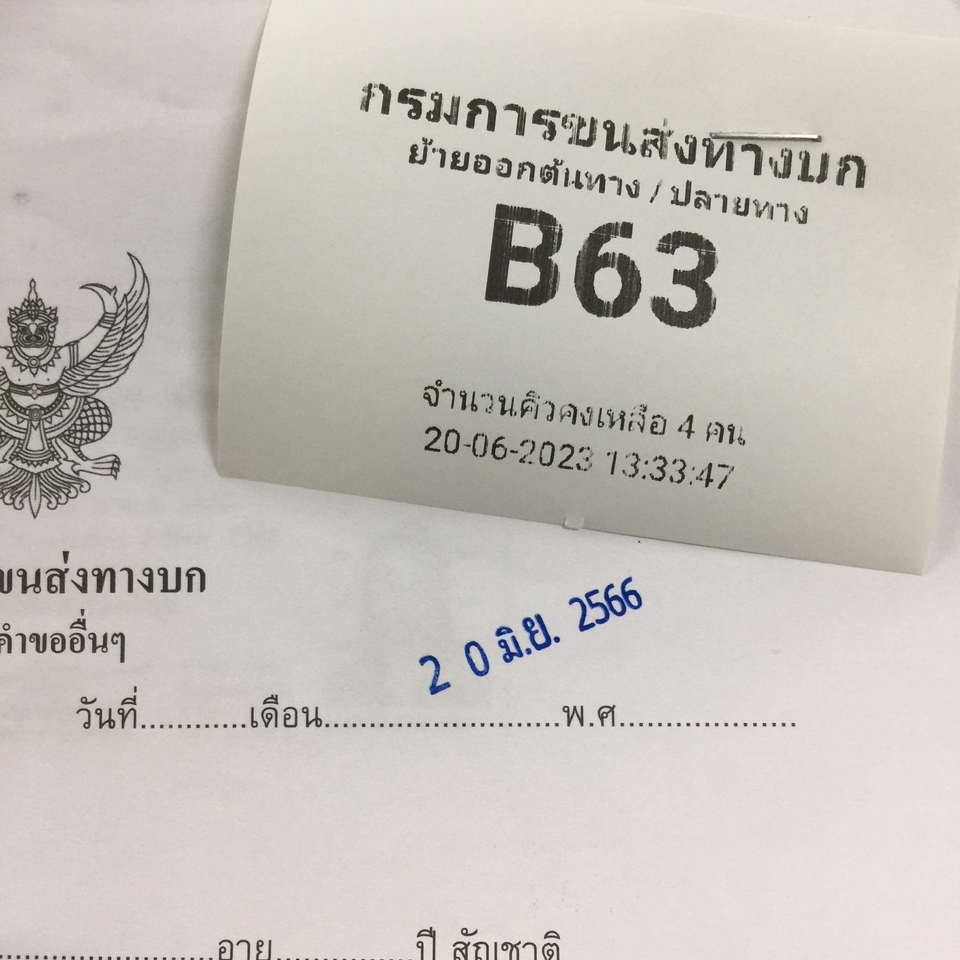 กรมการขนส่งทางบก
ย้ายออกต้นทาง / ปลายทาง
B63
จำนวนคิวคงเหลือ 4 คน
20-06-2023 13:33:47
ขนส่งทางบก
คำขออื่นๆ
2 0 มิ.ย. 2566
วันที่............เดือน..........................พ.ศ....................
........................อายุ................ปี สัญชาติ